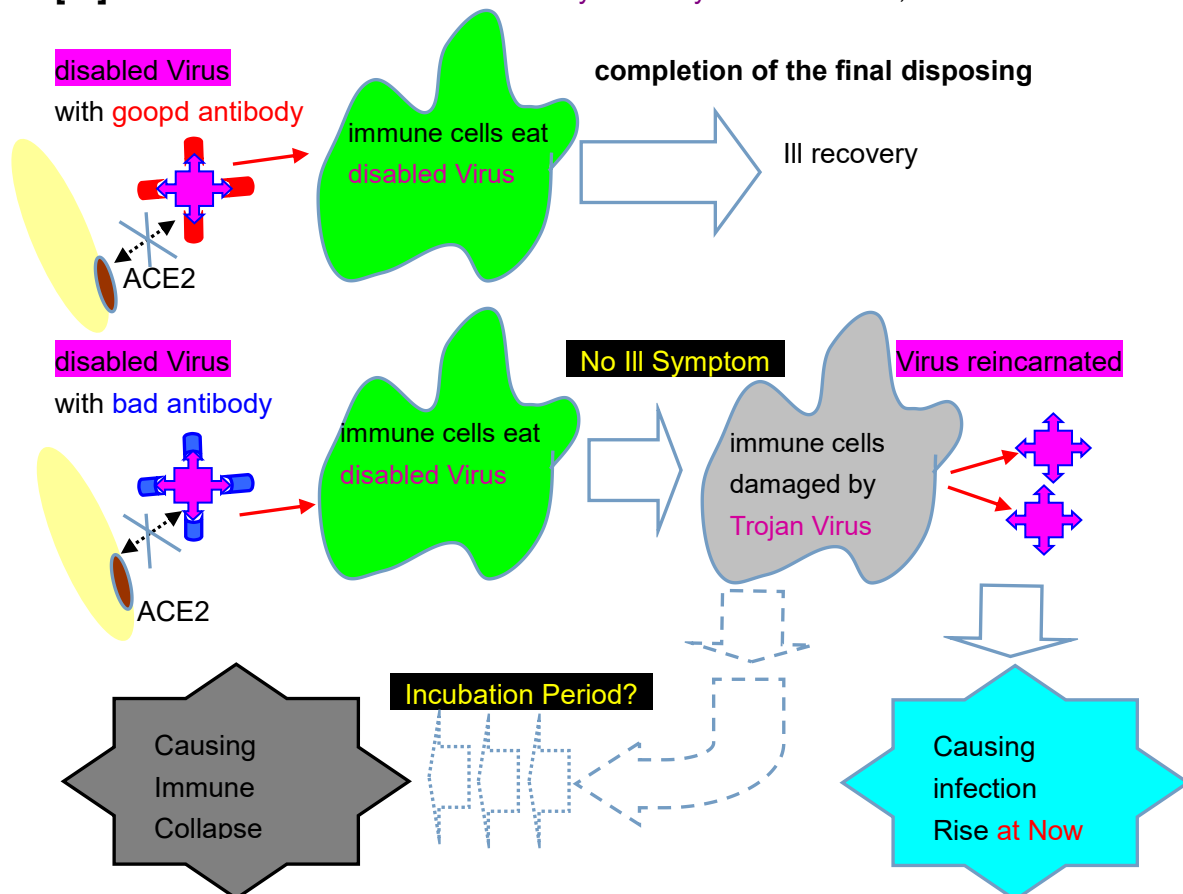 disabled Virus
with goopd antibody
ACE2
immune cells eat
disabled Virus
completion of the final disposing
Ill recovery
disabled Virus
with bad antibody
ACE2
immune cells eat
disabled Virus
No Ill Symptom
immune cells
damaged by
Trojan Virus
Virus reincarnated
Incubation Period?
Causing
Immune
Collapse
Causing
infection
Rise at Now